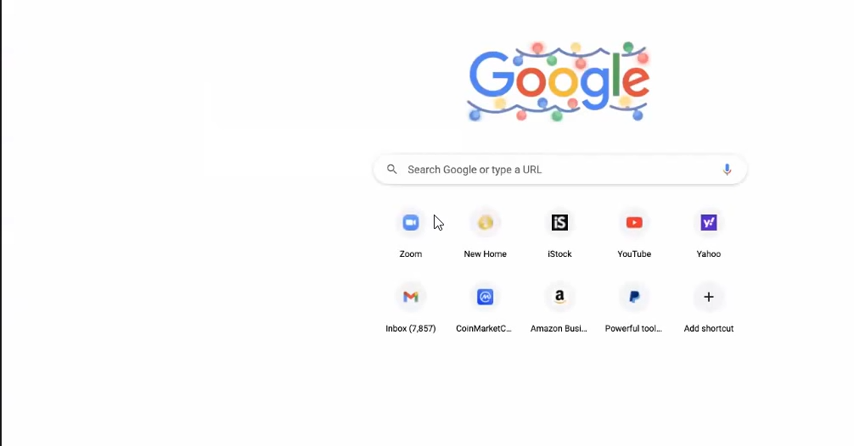 Google
Search Google or type a URL
Zoom
New Home
iStock
YouTube
Yahoo
Inbox (7,857)
CoinMarketC...
Amazon Busi...
Powerful tool...
Add shortcut